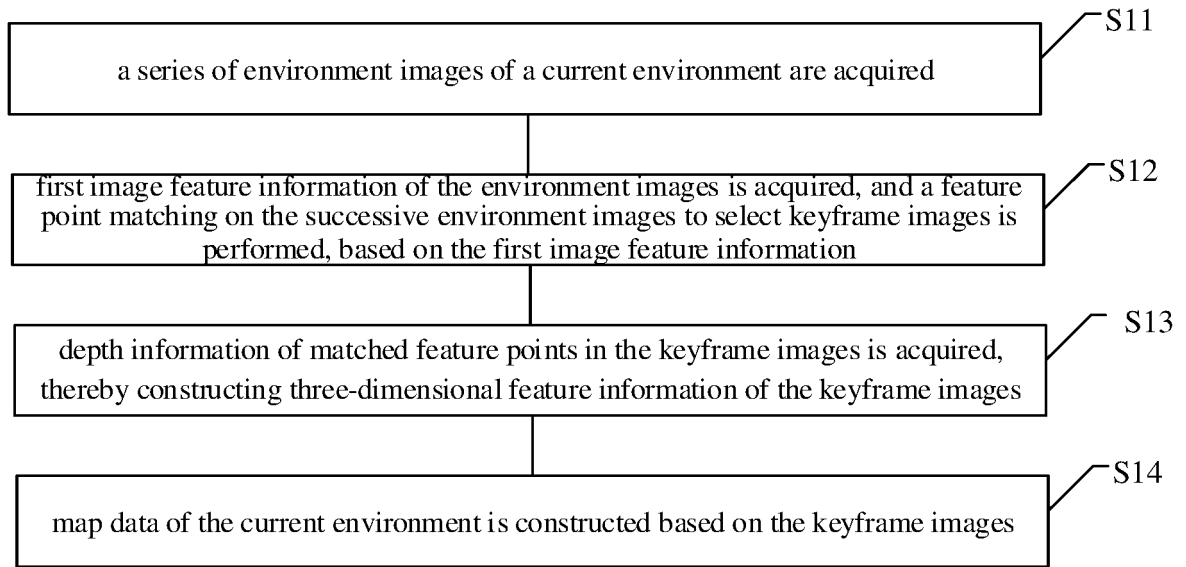 S11
a series of environment images of a current environment are acquired
S12
first image feature information of the environment images is acquired, and a feature
point matching on the successive environment images to select keyframe images is
performed, based on the first image feature information
S13
depth information of matched feature points in the keyframe images is acquired,
thereby constructing three-dimensional feature information of the keyframe images
S14
map data of the current environment is constructed based on the keyframe images